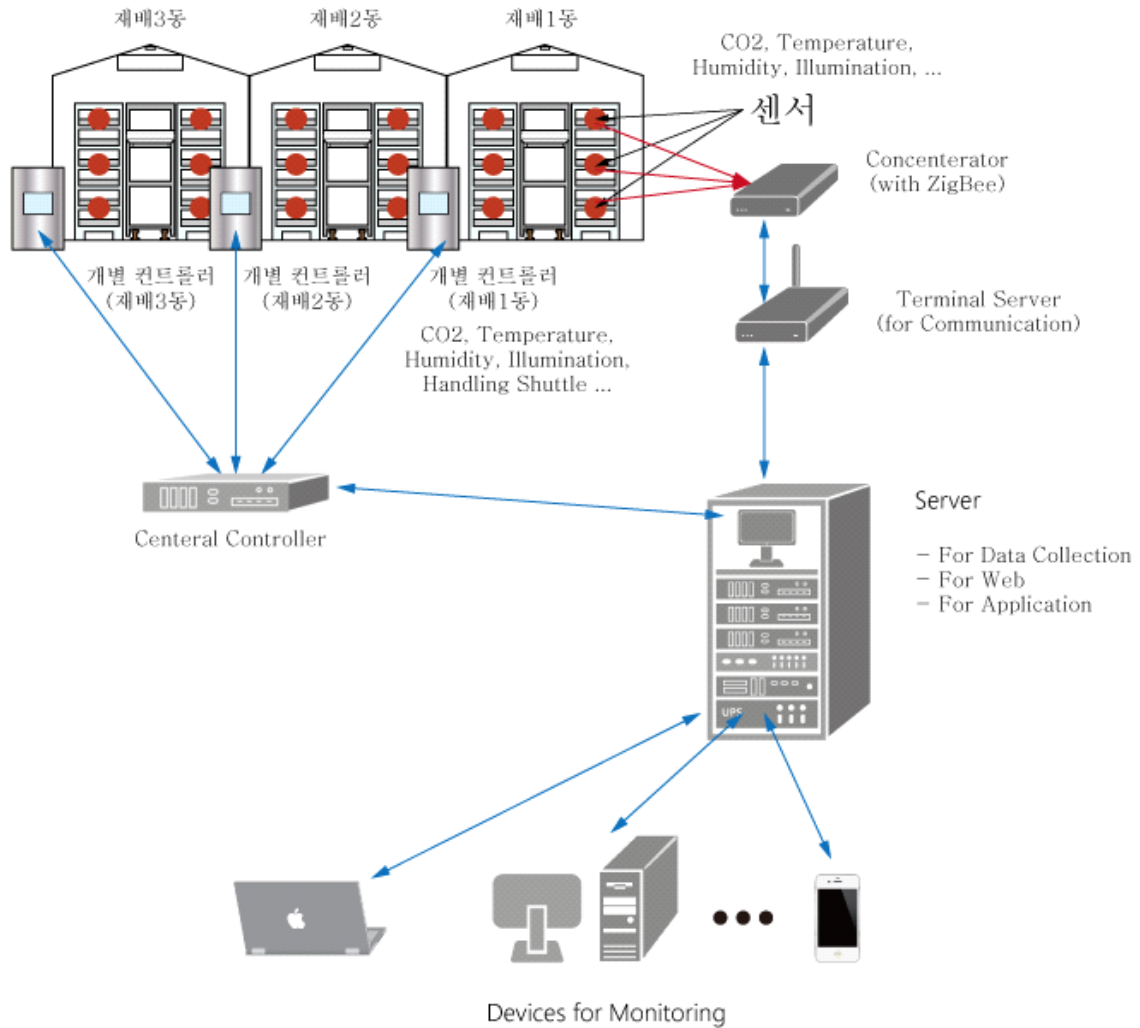 재배3동
재배2동
재배1동
CO2, Temperature,
Humidity, Illumination, ...
센서
Concenterator
(with ZigBee)
개별 컨트롤러
(재배3동)
개별 컨트롤러
(재배2동)
개별 컨트롤러
(재배1동)
CO2, Temperature,
Humidity, Illumination,
Handling Shuttle ...
Terminal Server
(for Communication)
Centeral Controller
Server
- For Data Collection
- For Web
- For Application
UPS
Devices for Monitoring